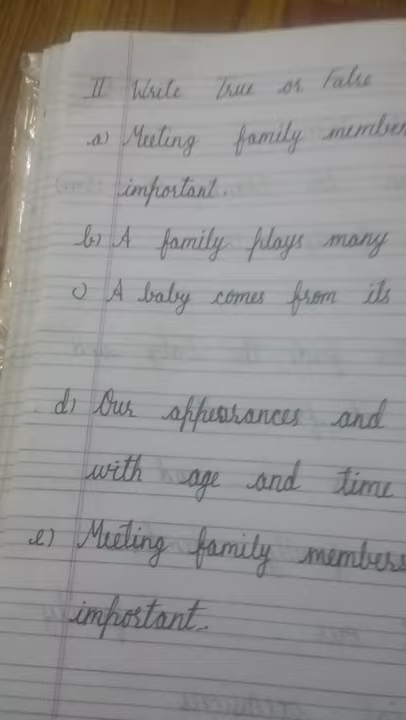 II Write True or False
a) Meeting family member
important.
b) A family plays many
c) A baby comes from its
d) Our appearances and
with age and time
e) Meeting family members
important.